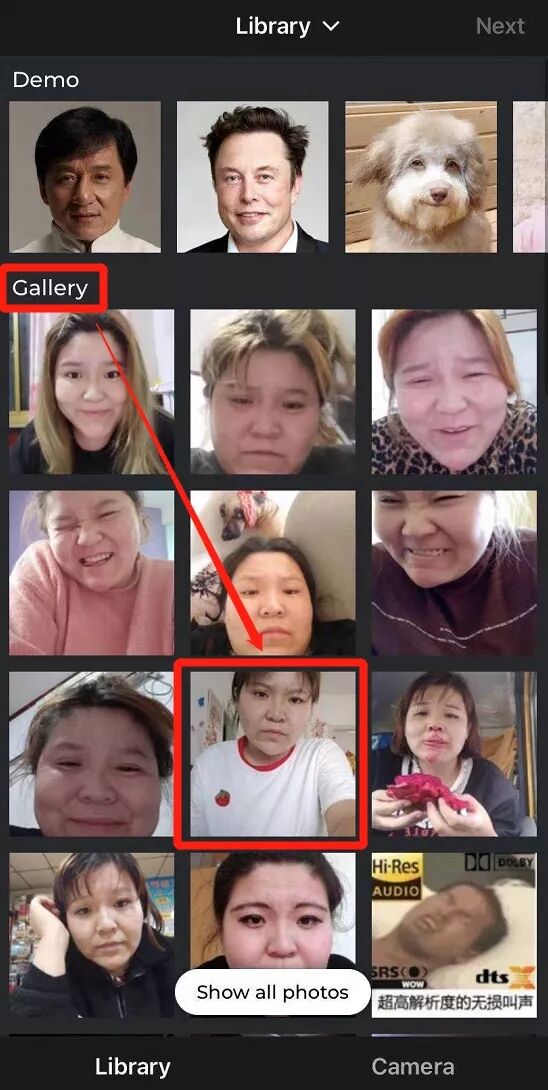 Library
Next
Demo
Gallery
Hi-Res
AUDIO
DOLBY
SRS
WOW
dts X
超高解析度的无损叫声
Show all photos
Library
Camera